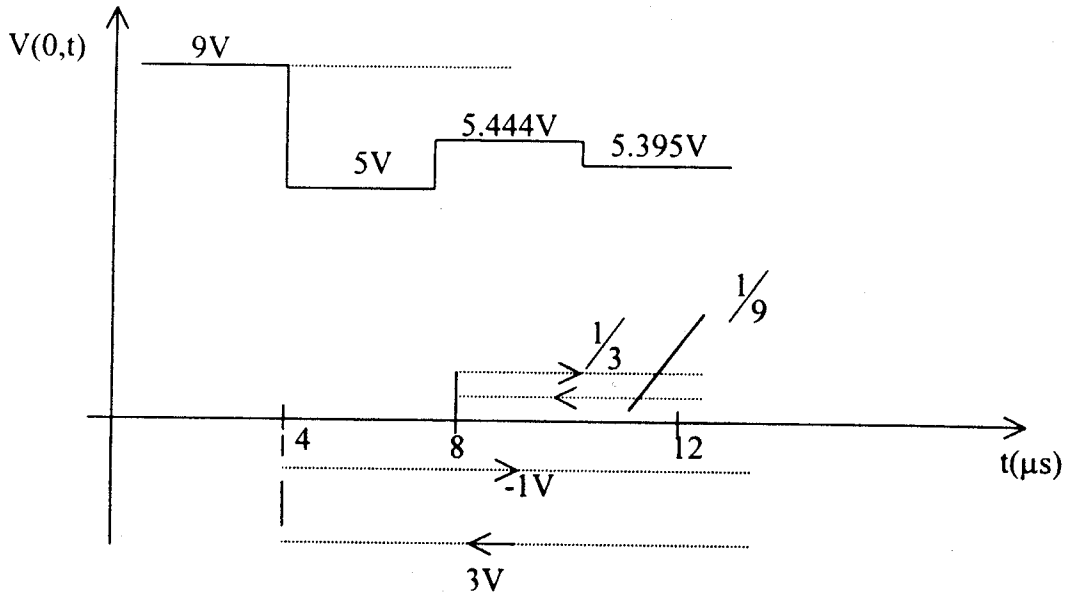 V(0,t)
9V
5V
5.444V
5.395V
1/9
1/3
4
8
12
t(μs)
-1V
3V